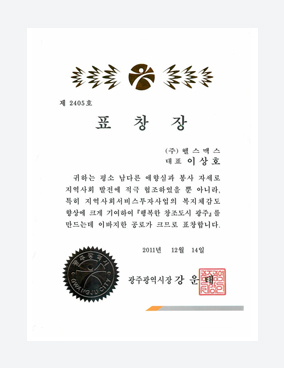 제 2405호
표 창 장
(주) 헬스맥스
대표 이상호
귀하는 평소 남다른 애향심과 봉사 자세로
지역사회 발전에 적극 협조하였을 뿐 아니라,
특히 지역사회서비스투자사업의 복지체감도
향상에 크게 기여하여 『행복한 창조도시 광주』를
만드는데 이바지한 공로가 크므로 표창합니다.
2011년 12월 14일
광주광역시장 강 운 태